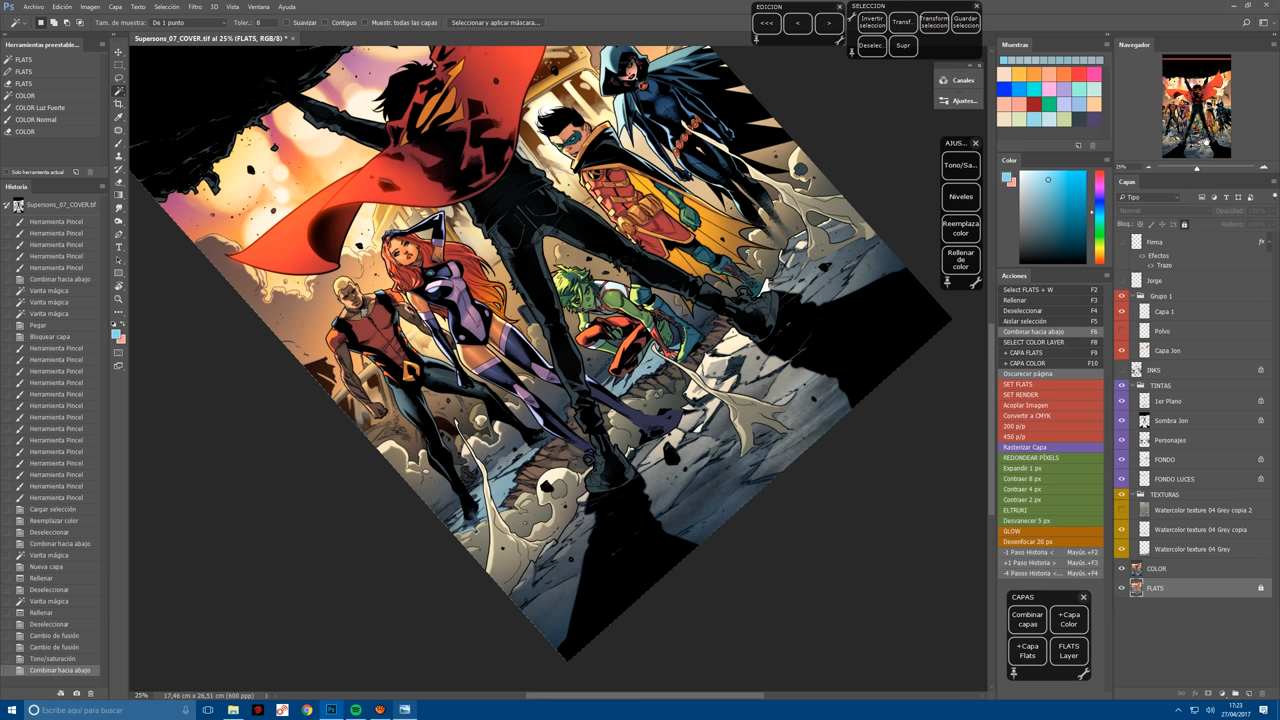 Ps Archivo Edición Imagen Capa Texto Selección Filtro 3D Vista Ventana Ayuda
Tam. de muestra: De 1 punto Toler.: 8 Suavizar Contiguo Muestr. todas las capas Seleccionar y aplicar máscara...
EDICION
<<<
<
>
SELECCION
Invertir selección
Transf...
Transform selección
Guardar selección
Deselec...
Supr
Herramientas preestable...
FLATS
FLATS
FLATS
COLOR
COLOR Luz Fuerte
COLOR Normal
COLOR
Solo herramienta actual
Supersons_07_COVER.tif al 25% (FLATS, RGB/8) *
Historia
Supersons_07_COVER.tif
Herramienta Pincel
Herramienta Pincel
Herramienta Pincel
Herramienta Pincel
Herramienta Pincel
Combinar hacia abajo
Varita mágica
Varita mágica
Varita mágica
Pegar
Bloquear capa
Herramienta Pincel
Herramienta Pincel
Herramienta Pincel
Herramienta Pincel
Herramienta Pincel
Herramienta Pincel
Herramienta Pincel
Herramienta Pincel
Herramienta Pincel
Herramienta Pincel
Herramienta Pincel
Herramienta Pincel
Herramienta Pincel
Herramienta Pincel
Cargar selección
Reemplazar color
Deseleccionar
Combinar hacia abajo
Varita mágica
Nueva capa
Rellenar
Deseleccionar
Varita mágica
Rellenar
Deseleccionar
Cambio de fusión
Cambio de fusión
Tono/saturación
Combinar hacia abajo
25% 17,46 cm x 26,51 cm (600 ppp)
Canales
Ajustes...
AJUS...
Tono/Sa...
Niveles
Reemplaza color
Rellenar de color
Muestras
Color
Acciones
Select FLATS + W F2
Rellenar F3
Deseleccionar F4
Aislar selección F5
Combinar hacia abajo F6
SELECT COLOR LAYER F8
+ CAPA FLATS F9
+ CAPA COLOR F10
Oscurecer página
SET FLATS
SET RENDER
Acoplar Imagen
Convertir a CMYK
200 p/p
450 p/p
Rasterizar Capa
REDONDEAR PÍXELS
Expandir 1 px
Contraer 8 px
Contraer 4 px
Contraer 2 px
ELTRUKI
Desvanecer 5 px
GLOW
Desenfocar 20 px
-1 Paso Historia < Mayús.+F2
+1 Paso Historia > Mayús.+F3
-4 Pasos Historia <... Mayús.+F4
CAPAS
Combinar capas
+Capa Color
+Capa Flats
FLATS Layer
Navegador
25%
Capas
Tipo
Normal Opacidad:
Bloq.: Relleno:
Firma fx
Efectos
Trazo
Jorge
Grupo 1
Capa 1
Polvo
Capa Jon
INKS
TINTAS
1er Plano
Sombra Jon
Personajes
FONDO
FONDO LUCES
TEXTURAS
Watercolor texture 04 Grey copia 2
Watercolor texture 04 Grey copia
Watercolor texture 04 Grey
COLOR
FLATS
Escribe aquí para buscar
17:23
27/04/2017